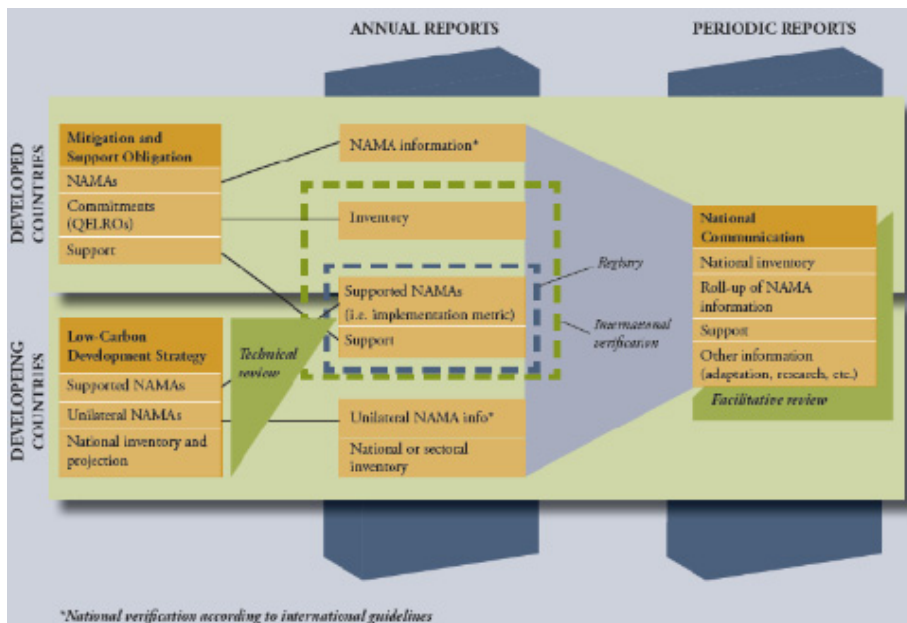 ANNUAL REPORTS
PERIODIC REPORTS
DEVELOPED
COUNTRIES
Mitigation and
Support Obligation
NAMAs
Commitments
(QELROs)
Support
NAMA information*
Inventory
Supported NAMAs
(i.e. implementation metric)
Support
Registry
International
verification
National
Communication
National inventory
Roll-up of NAMA
information
Support
Other information
(adaptation, research, etc.)
Facilitative review
DEVELOPEING
COUNTRIES
Low-Carbon
Development Strategy
Supported NAMAs
Unilateral NAMAs
National inventory and
projection
Technical
review
Unilateral NAMA info*
National or sectoral
inventory
*National verification according to international guidelines